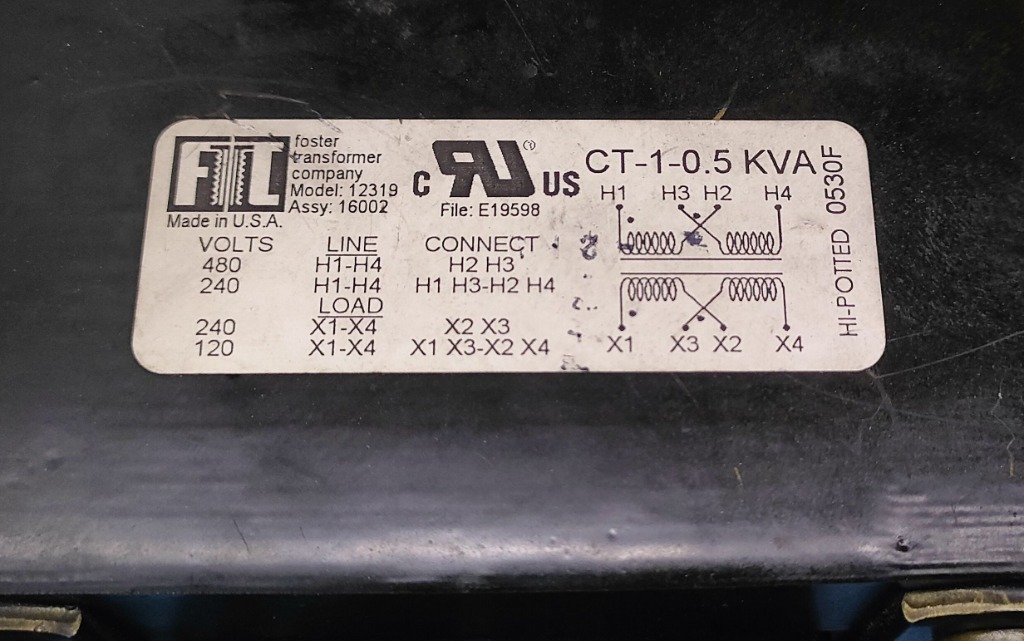 FTC
foster
transformer
company
Model: 12319
Assy: 16002
Made in U.S.A.
C RU® US
File: E19598
CT-1-0.5 KVA
H1 H3 H2 H4
X1 X3 X2 X4
HI-POTTED 0530F
VOLTS LINE CONNECT
480 H1-H4 H2 H3
240 H1-H4 H1 H3-H2 H4
LOAD
240 X1-X4 X2 X3
120 X1-X4 X1 X3-X2 X4